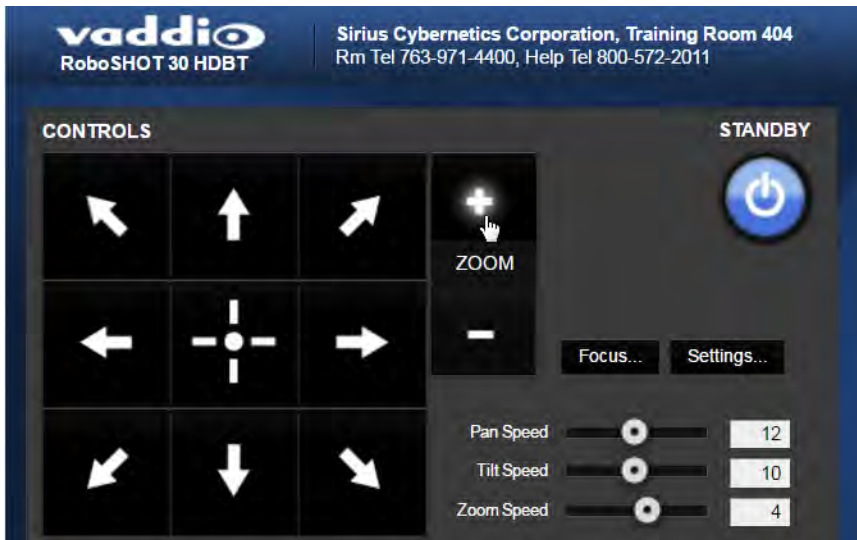 vaddio
RoboSHOT 30 HDBT
Sirius Cybernetics Corporation, Training Room 404
Rm Tel 763-971-4400, Help Tel 800-572-2011
CONTROLS
STANDBY
ZOOM
Focus...
Settings...
Pan Speed 12
Tilt Speed 10
Zoom Speed 4